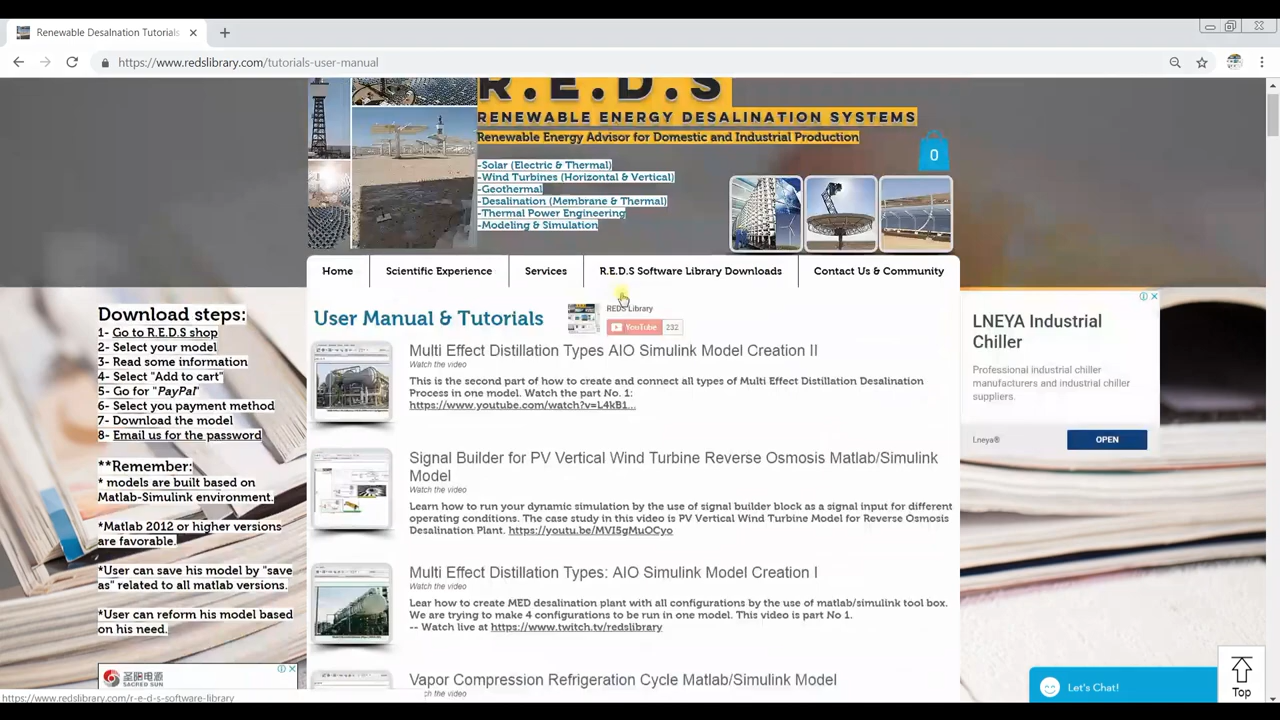 Renewable Desalnation Tutorials
https://www.redslibrary.com/tutorials-user-manual
R.E.D.S
RENEWABLE ENERGY DESALINATION SYSTEMS
Renewable Energy Advisor for Domestic and Industrial Production
-Solar (Electric & Thermal)
-Wind Turbines (Horizontal & Vertical)
-Geothermal
-Desalination (Membrane & Thermal)
-Thermal Power Engineering
-Modeling & Simulation
0
Home
Scientific Experience
Services
R.E.D.S Software Library Downloads
Contact Us & Community
Download steps:
1- Go to R.E.D.S shop
2- Select your model
3- Read some information
4- Select "Add to cart"
5- Go for "PayPal"
6- Select you payment method
7- Download the model
8- Email us for the password
**Remember:
* models are built based on
Matlab-Simulink environment.
*Matlab 2012 or higher versions
are favorable.
*User can save his model by "save
as" related to all matlab versions.
*User can reform his model based
on his need.
圣阳电源
User Manual & Tutorials
REDS Library
YouTube 232
Multi Effect Distillation Types AIO Simulink Model Creation II
Watch the video
This is the second part of how to create and connect all types of Multi Effect Distillation Desalination
Process in one model. Watch the part No. 1:
https://www.youtube.com/watch?v=L4kB1...
Signal Builder for PV Vertical Wind Turbine Reverse Osmosis Matlab/Simulink
Model
Watch the video
Learn how to run your dynamic simulation by the use of signal builder block as a signal input for different
operating conditions. The case study in this video is PV Vertical Wind Turbine Model for Reverse Osmosis
Desalination Plant. https://youtu.be/MVI5gMuOCyo
Multi Effect Distillation Types: AIO Simulink Model Creation I
Watch the video
Lear how to create MED desalination plant with all configurations by the use of matlab/simulink tool box.
We are trying to make 4 configurations to be run in one model. This video is part No 1.
-- Watch live at https://www.twitch.tv/redslibrary
Vapor Compression Refrigeration Cycle Matlab/Simulink Model
ch the video
LNEYA Industrial
Chiller
Professional industrial chiller
manufacturers and industrial chiller
suppliers.
Lneya®
OPEN
Let's Chat!
Top
https://www.redslibrary.com/r-e-d-s-software-library